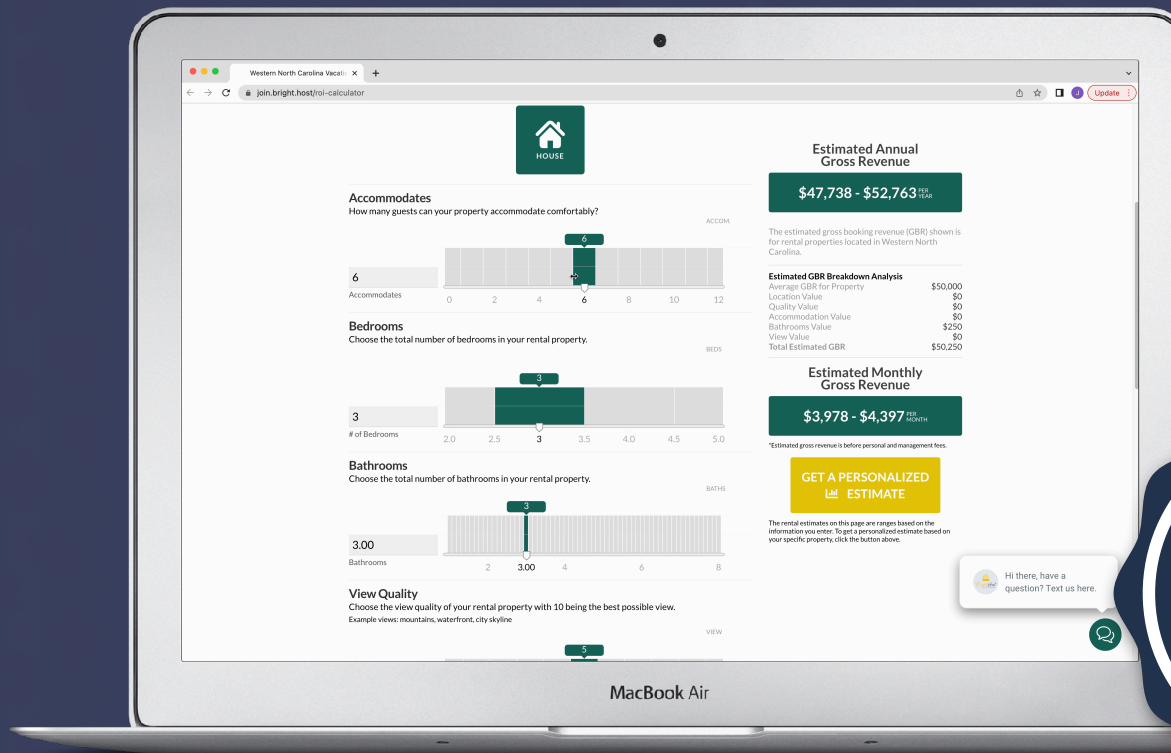 Western North Carolina Vacati
join.bright.host/roi-calculator
J
Update
HOUSE
Accommodates
How many guests can your property accommodate comfortably?
ACCOM.
6
6
Accommodates
0 2 4 6 8 10 12
Bedrooms
Choose the total number of bedrooms in your rental property.
BEDS
3
3
# of Bedrooms
2.0 2.5 3 3.5 4.0 4.5 5.0
Bathrooms
Choose the total number of bathrooms in your rental property.
BATHS
3
3.00
Bathrooms
2 3.00 4 6 8
View Quality
Choose the view quality of your rental property with 10 being the best possible view.
Example views: mountains, waterfront, city skyline
VIEW
5
Estimated Annual
Gross Revenue
$47,738 - $52,763 PER YEAR
The estimated gross booking revenue (GBR) shown is
for rental properties located in Western North
Carolina.
Estimated GBR Breakdown Analysis
Average GBR for Property $50,000
Location Value $0
Quality Value $0
Accommodation Value $0
Bathrooms Value $250
View Value $0
Total Estimated GBR $50,250
Estimated Monthly
Gross Revenue
$3,978 - $4,397 PER MONTH
*Estimated gross revenue is before personal and management fees.
GET A PERSONALIZED
ESTIMATE
The rental estimates on this page are ranges based on the
information you enter. To get a personalized estimate based on
your specific property, click the button above.
Hi there, have a
question? Text us here.
MacBook Air